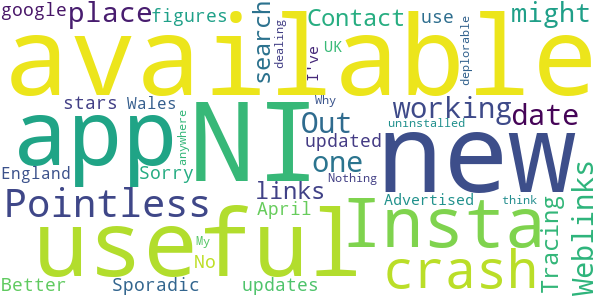 google place figures Contact use might
search dealing I've UK deplorable
available
stars Wales working date
app NI Out Why new
anywhere updated uninstalled
England Sorry one Nothing
Pointless links Advertised think
useful April Insta Tracing Weblinks
My No crash
Better Sporadic updates